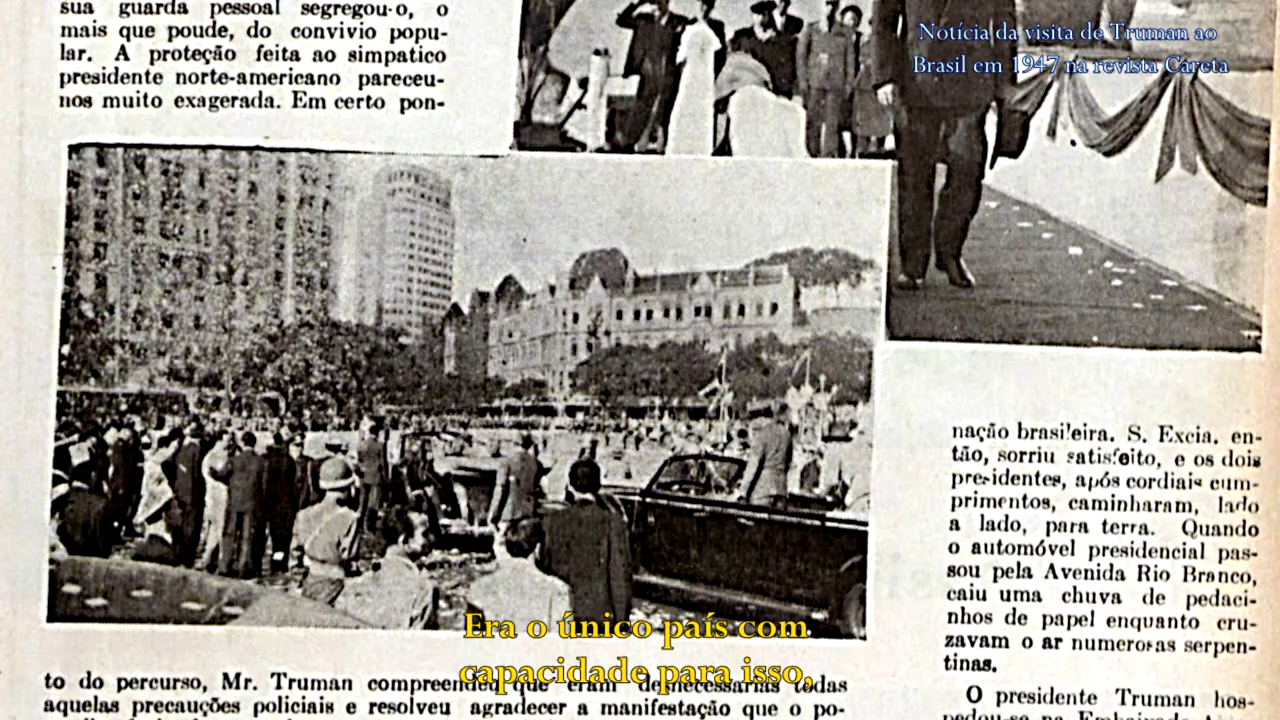 sua guarda pessoal segregou-o, o
mais que poude, do convivio popu-
lar. A proteção feita ao simpatico
presidente norte-americano pareceu-
nos muito exagerada. Em certo pon-
Notícia da visita de Truman ao
Brasil em 1947 na revista Careta
nação brasileira. S. Excia. en-
tão, sorriu satisfeito, e os dois
presidentes, após cordiais cum-
primentos, caminharam, lado
a lado, para terra. Quando
o automóvel presidencial pas-
sou pela Avenida Rio Branco,
caiu uma chuva de pedaci-
nhos de papel enquanto cru-
zavam o ar numerosas serpen-
tinas.
O presidente Truman hos-
pedou-se na Embaixada
Era o único país com
capacidade para isso,
to do percurso, Mr. Truman compreendeu que eram desnecessarias todas
aquelas precauções policiais e resolveu agradecer a manifestação que o po-